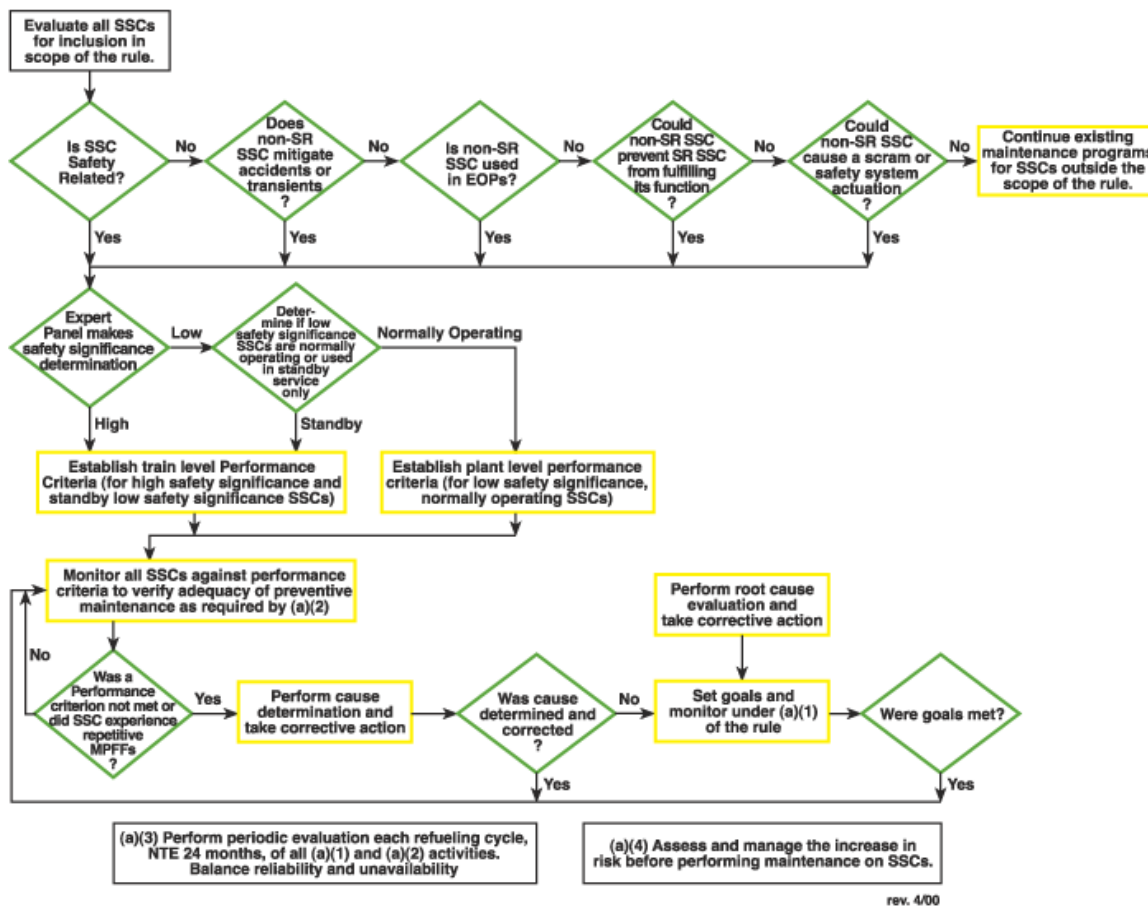 Evaluate all SSCs
for inclusion in
scope of the rule.
Is SSC
Safety
Related?
No
Does
non-SR
SSC mitigate
accidents or
transients
?
No
Is non-SR
SSC used
in EOPs?
No
Could
non-SR SSC
prevent SR SSC
from fulfilling
its function
?
No
Could
non-SR SSC
cause a scram or
safety system
actuation
?
No
Continue existing
maintenance programs
for SSCs outside the
scope of the rule.
Yes
Yes
Yes
Yes
Yes
Expert
Panel makes
safety significance
determination
Low
Deter-
mine if low
safety significance
SSCs are normally
operating or used
in standby
service
only
Normally Operating
High
Standby
Establish train level Performance
Criteria (for high safety significance and
standby low safety significance SSCs)
Establish plant level performance
criteria (for low safety significance,
normally operating SSCs)
Monitor all SSCs against performance
criteria to verify adequacy of preventive
maintenance as required by (a)(2)
Perform root cause
evaluation and
take corrective action
No
Was a
Performance
criterion not met or
did SSC experience
repetitive
MPFFs
?
Yes
Perform cause
determination and
take corrective action
Was cause
determined and
corrected
?
No
Set goals and
monitor under (a)(1)
of the rule
Were goals met?
Yes
Yes
(a)(3) Perform periodic evaluation each refueling cycle,
NTE 24 months, of all (a)(1) and (a)(2) activities.
Balance reliability and unavailability
(a)(4) Assess and manage the increase in
risk before performing maintenance on SSCs.
rev. 4/00